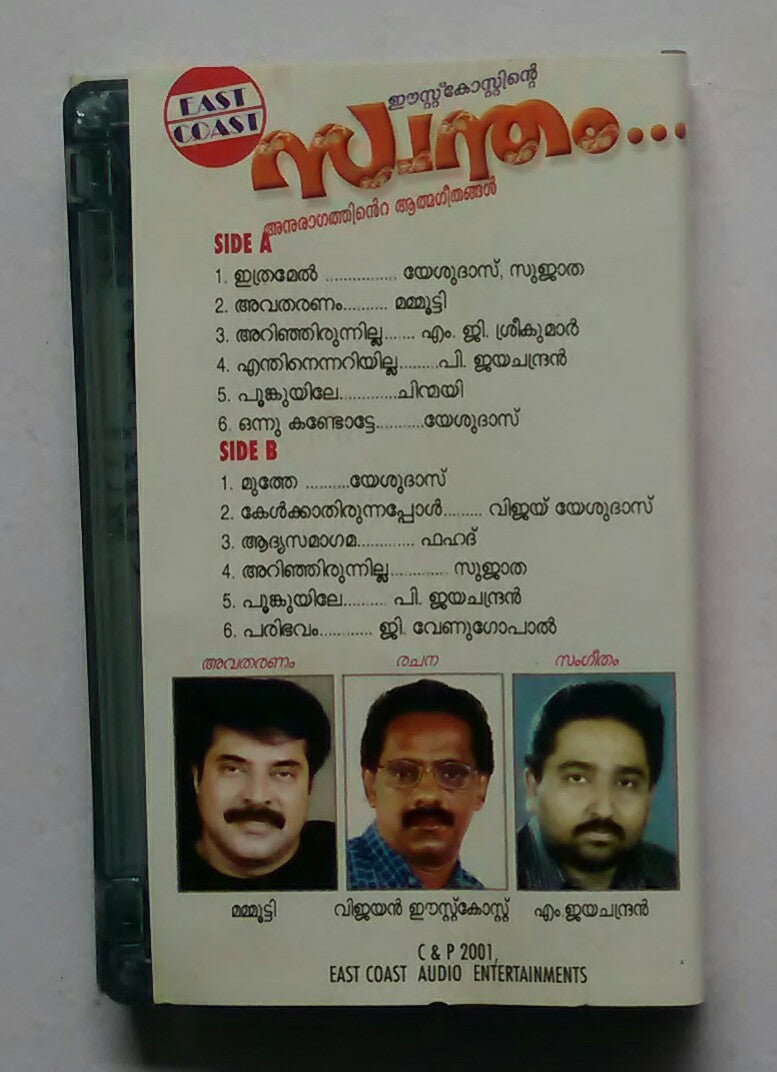 EAST
COAST
ഈസ്റ്റ്കോസ്റ്റിന്റെ
സ്വന്തം...
അനുരാഗത്തിൻെറ ആത്മഗീതങ്ങൾ
SIDE A
1. ഇത്രമേൽ ................ യേശുദാസ്, സുജാത
2. അവതരണം.......... മമ്മൂട്ടി
3. അറിഞ്ഞിരുന്നില്ല....... എം. ജി. ശ്രീകുമാർ
4. എന്തിനെന്നറിയില്ല.........പി. ജയചന്ദ്രൻ
5. പൂങ്കുയിലേ.............ചിന്മയി
6. ഒന്നു കണ്ടോട്ടേ...........യേശുദാസ്
SIDE B
1. മുത്തേ ..........യേശുദാസ്
2. കേൾക്കാതിരുന്നപ്പോൾ......... വിജയ് യേശുദാസ്
3. ആദ്യസമാഗമ............. ഫഹദ്
4. അറിഞ്ഞിരുന്നില്ല............. സുജാത
5. പൂങ്കുയിലേ.......... പി. ജയചന്ദ്രൻ
6. പരിഭവം............ ജി. വേണുഗോപാൽ
അവതരണം രചന സംഗീതം
മമ്മൂട്ടി വിജയൻ ഈസ്റ്റ്കോസ്റ്റ് എം.ജയചന്ദ്രൻ
C & P 2001,
EAST COAST AUDIO ENTERTAINMENTS